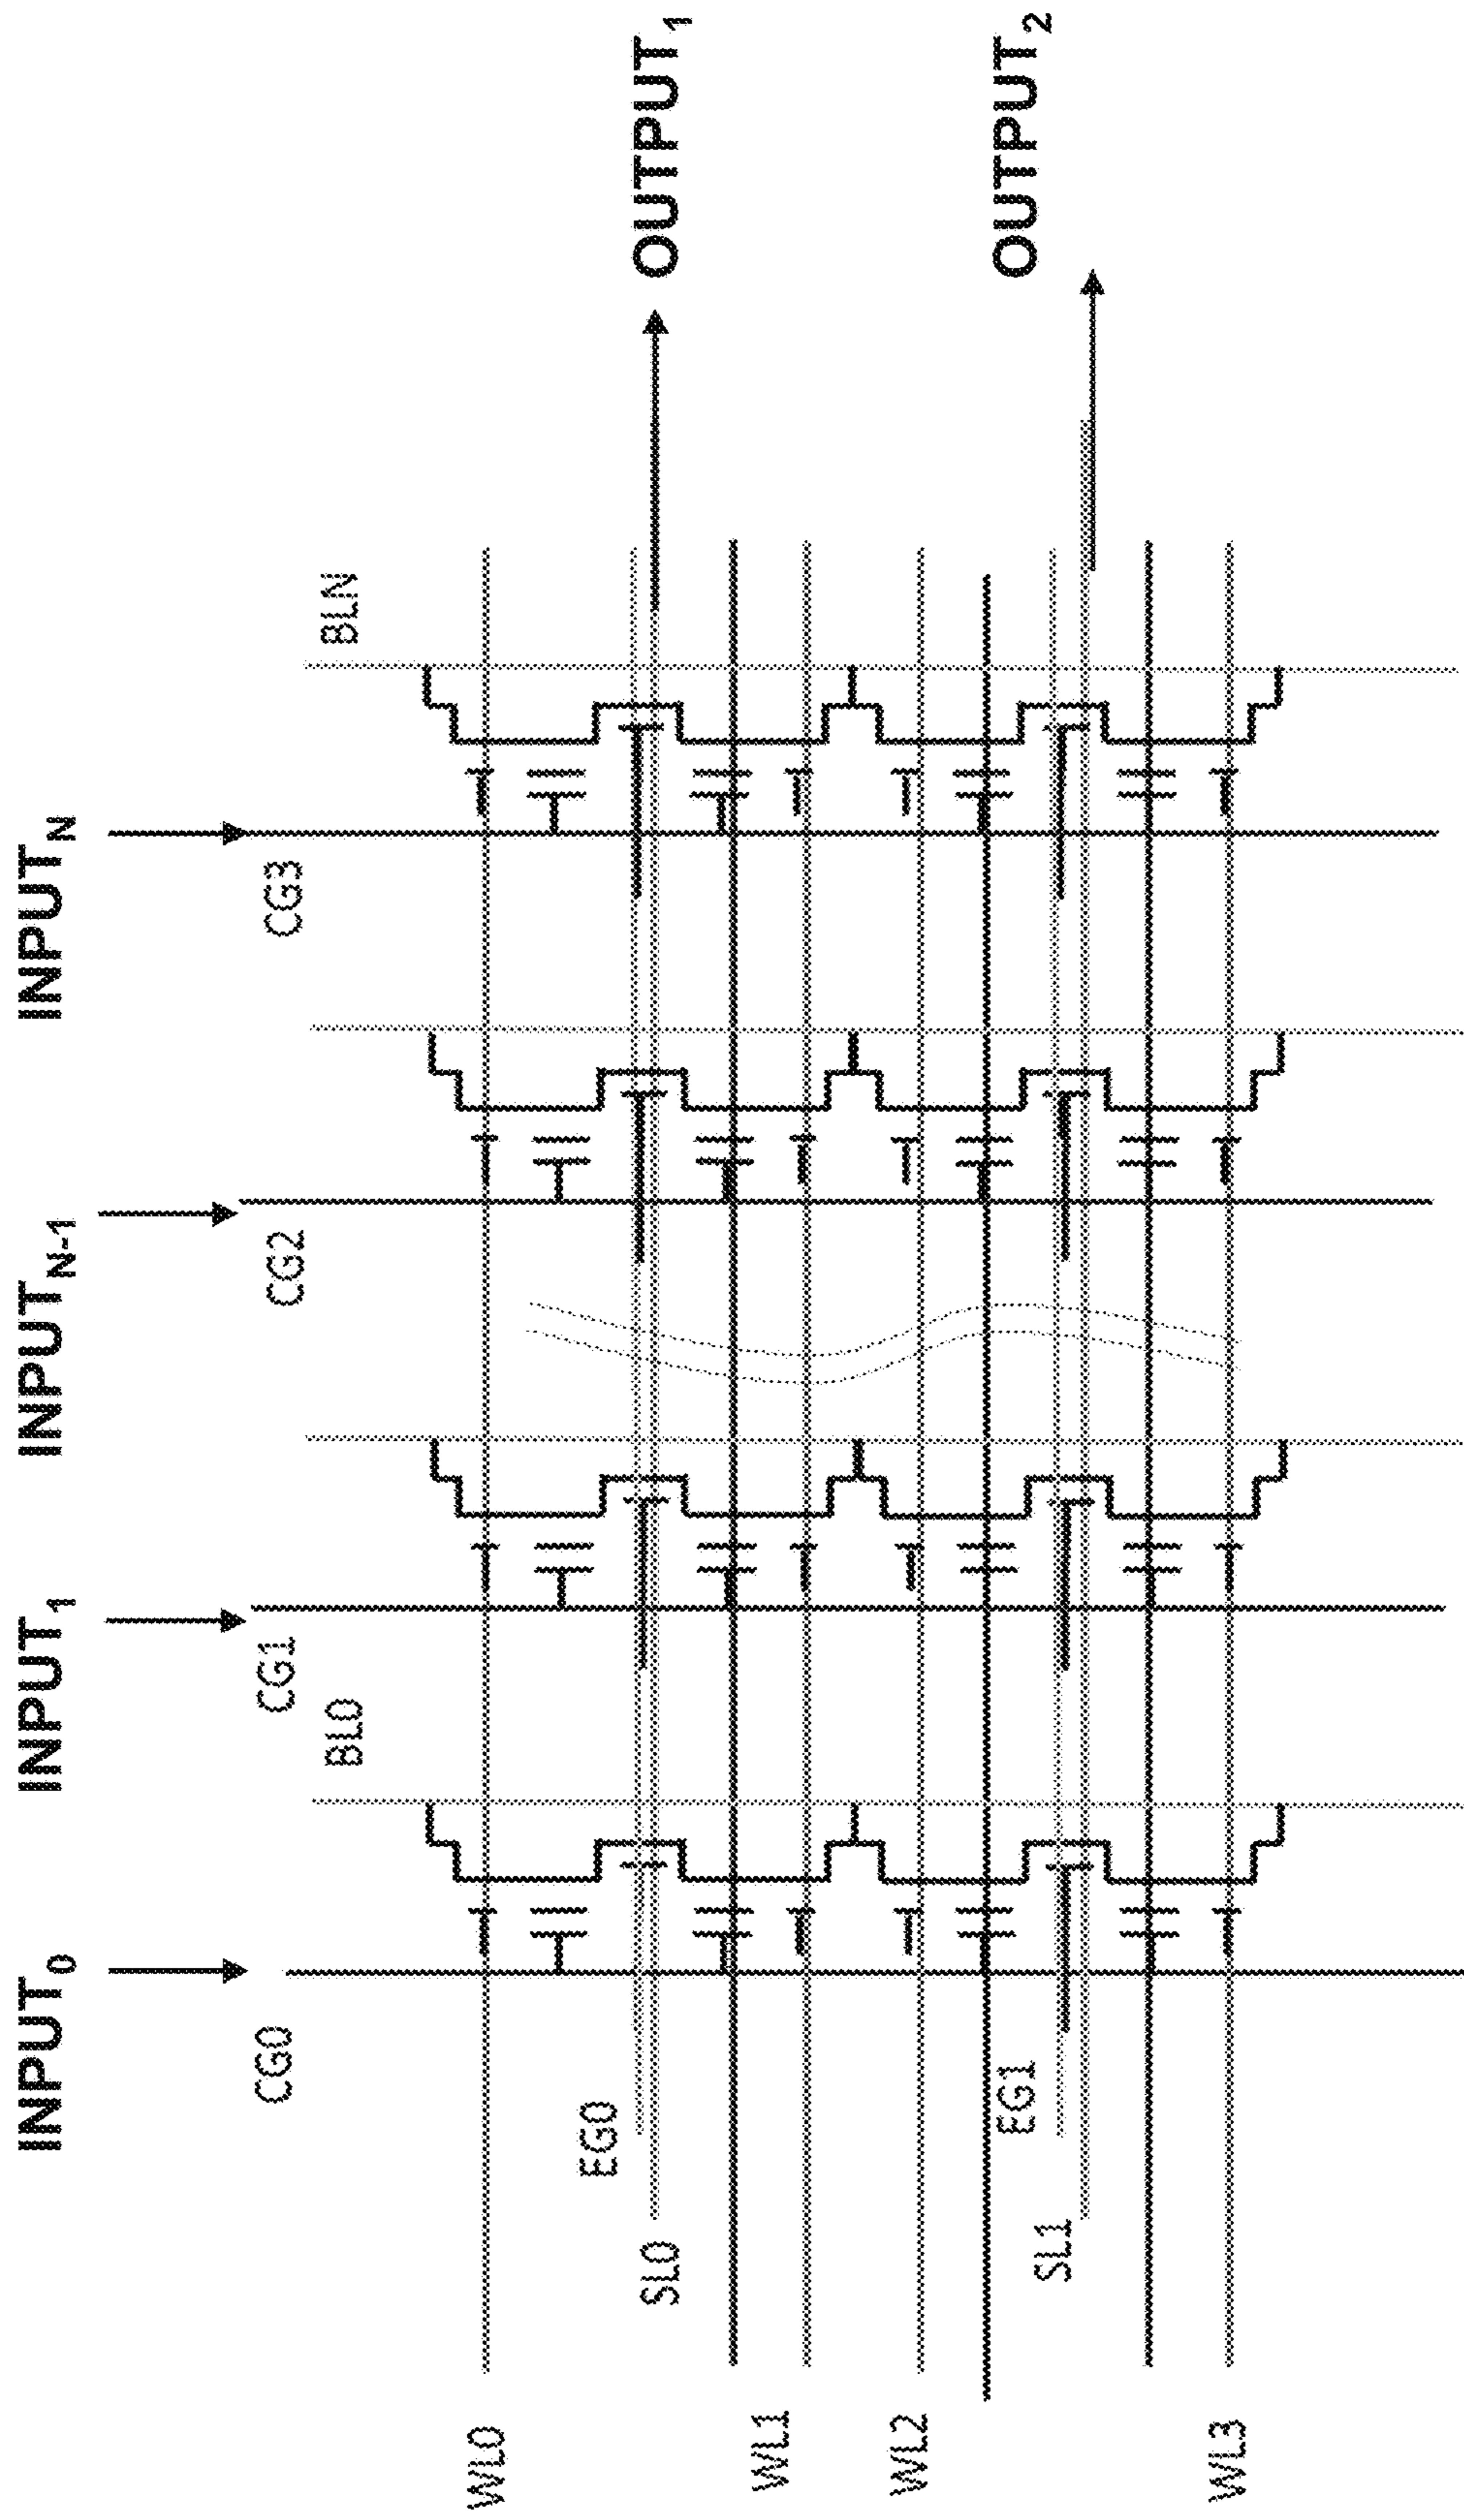 INPUT0
INPUT1
INPUTN-1
INPUTN
CG0
CG1
CG2
CG3
BL0
BLN
WL0
EG0
SL0
OUTPUT1
WL1
WL2
EG1
SL1
OUTPUT2
WL3